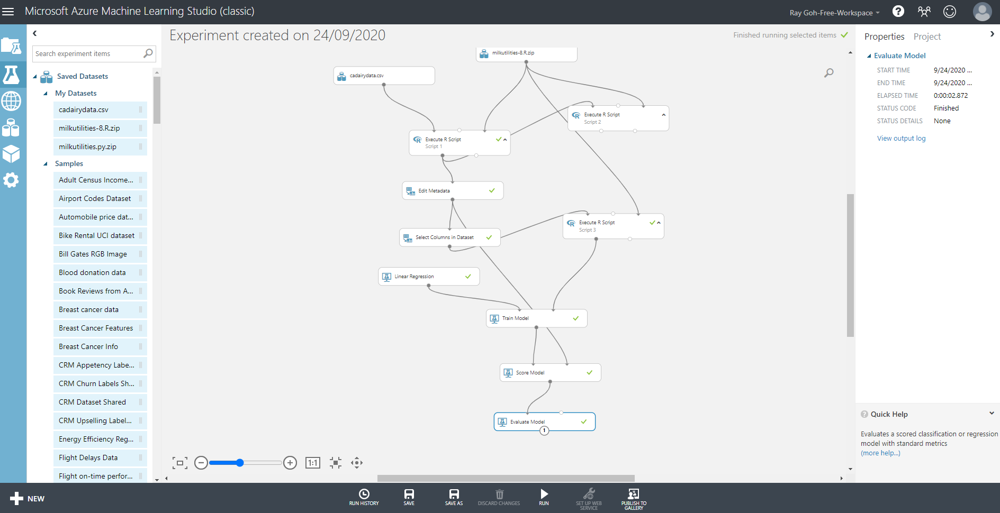 Microsoft Azure Machine Learning Studio (classic)
Ray Goh-Free-Workspace
Search experiment items
Saved Datasets
My Datasets
cadairydata.csv
milkutilities-8.R.zip
milkutilities.py.zip
Samples
Adult Census Income...
Airport Codes Dataset
Automobile price dat...
Bike Rental UCI dataset
Bill Gates RGB Image
Blood donation data
Book Reviews from A...
Breast cancer data
Breast Cancer Features
Breast Cancer Info
CRM Appetency Labe...
CRM Churn Labels Sh...
CRM Dataset Shared
CRM Upselling Label...
Energy Efficiency Reg...
Flight Delays Data
Flight on-time perfor...
Experiment created on 24/09/2020
Finished running selected items
milkutilities-8.R.zip
cadairydata.csv
Execute R Script
Script 2
Execute R Script
Script 1
Edit Metadata
Execute R Script
Script 3
Select Columns in Dataset
Linear Regression
Train Model
Score Model
Evaluate Model
1
1:1
Properties
Project
Evaluate Model
START TIME 9/24/2020 ...
END TIME 9/24/2020 ...
ELAPSED TIME 0:00:02.872
STATUS CODE Finished
STATUS DETAILS None
View output log
Quick Help
Evaluates a scored classification or regression
model with standard metrics
(more help...)
NEW
RUN HISTORY
SAVE
SAVE AS
DISCARD CHANGES
RUN
SET UP WEB
SERVICE
PUBLISH TO
GALLERY